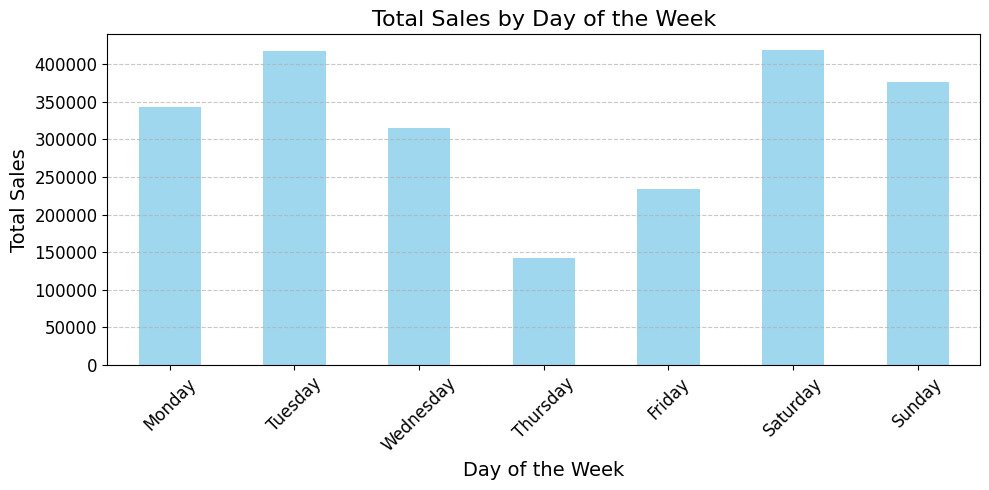 Total Sales by Day of the Week
Total Sales
400000
350000
300000
250000
200000
150000
100000
50000
0
Monday
Tuesday
Wednesday
Thursday
Friday
Saturday
Sunday
Day of the Week